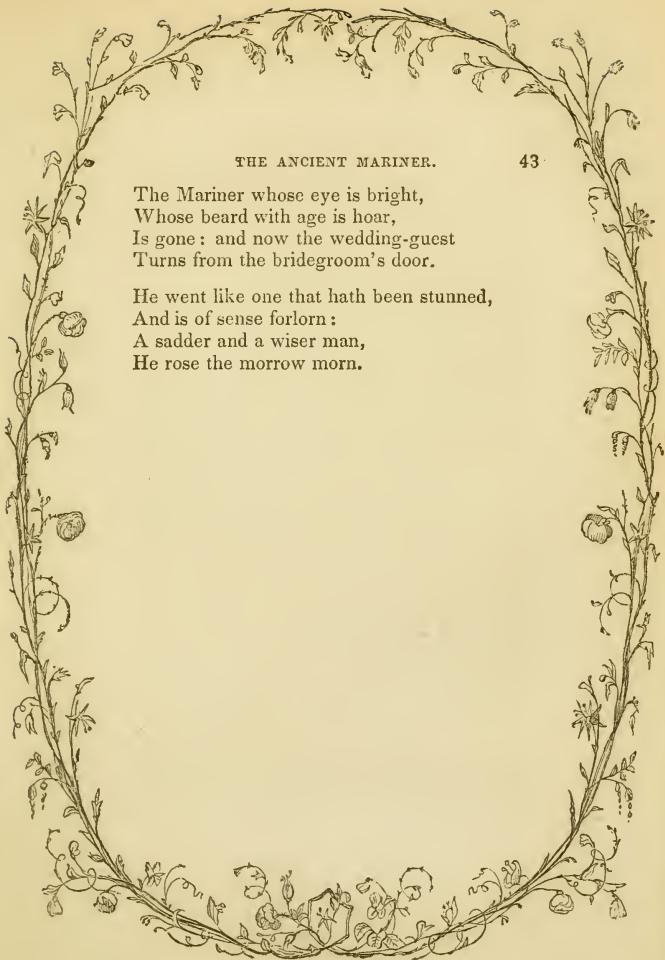 THE ANCIENT MARINER. 43
The Mariner whose eye is bright,
Whose beard with age is hoar,
Is gone : and now the wedding-guest
Turns from the bridegroom's door.
He went like one that hath been stunned,
And is of sense forlorn :
A sadder and a wiser man,
He rose the morrow morn.